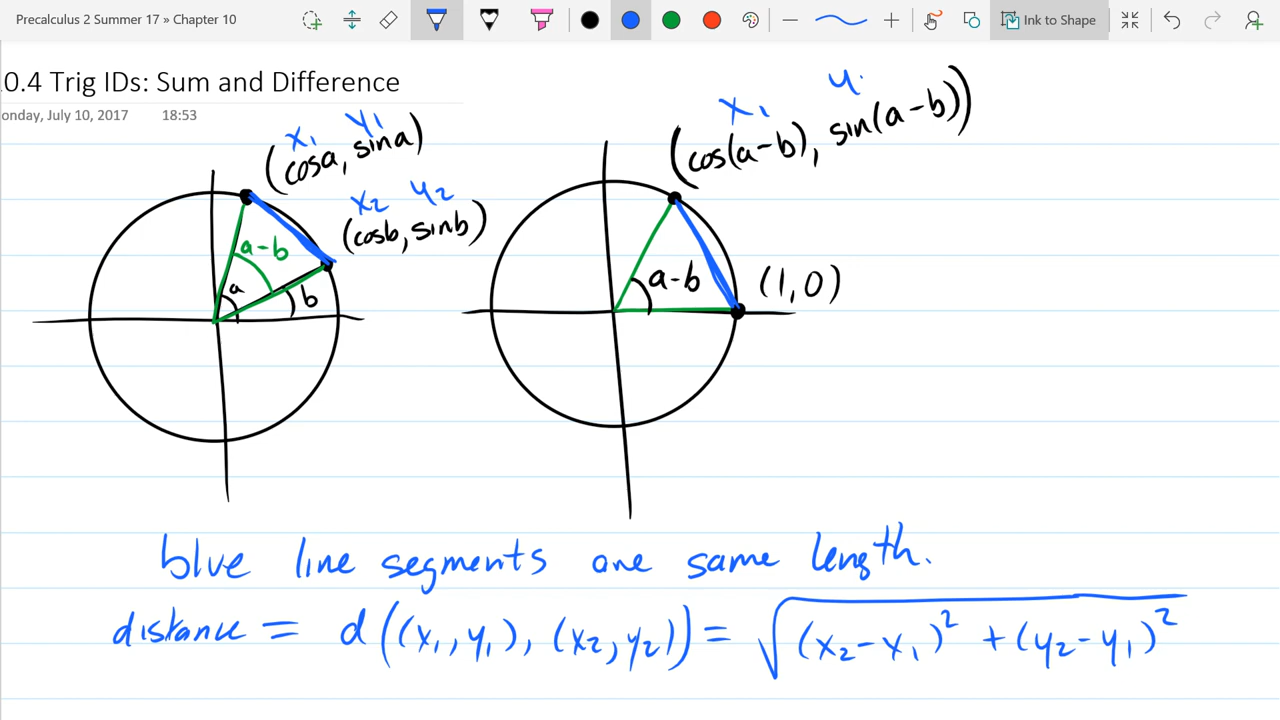 Precalculus 2 Summer 17 » Chapter 10
Ink to Shape
0.4 Trig IDs: Sum and Difference
onday, July 10, 2017 18:53
x₁ y₁
(cosa, sina)
x₂ y₂
(cosb, sinb)
a-b
a
b
x₁ y.
(cos(a-b), sin(a-b))
a-b
(1,0)
blue line segments are same length.
distance = d((x₁,y₁),(x₂,y₂)) = √((x₂-x₁)² + (y₂-y₁)²)